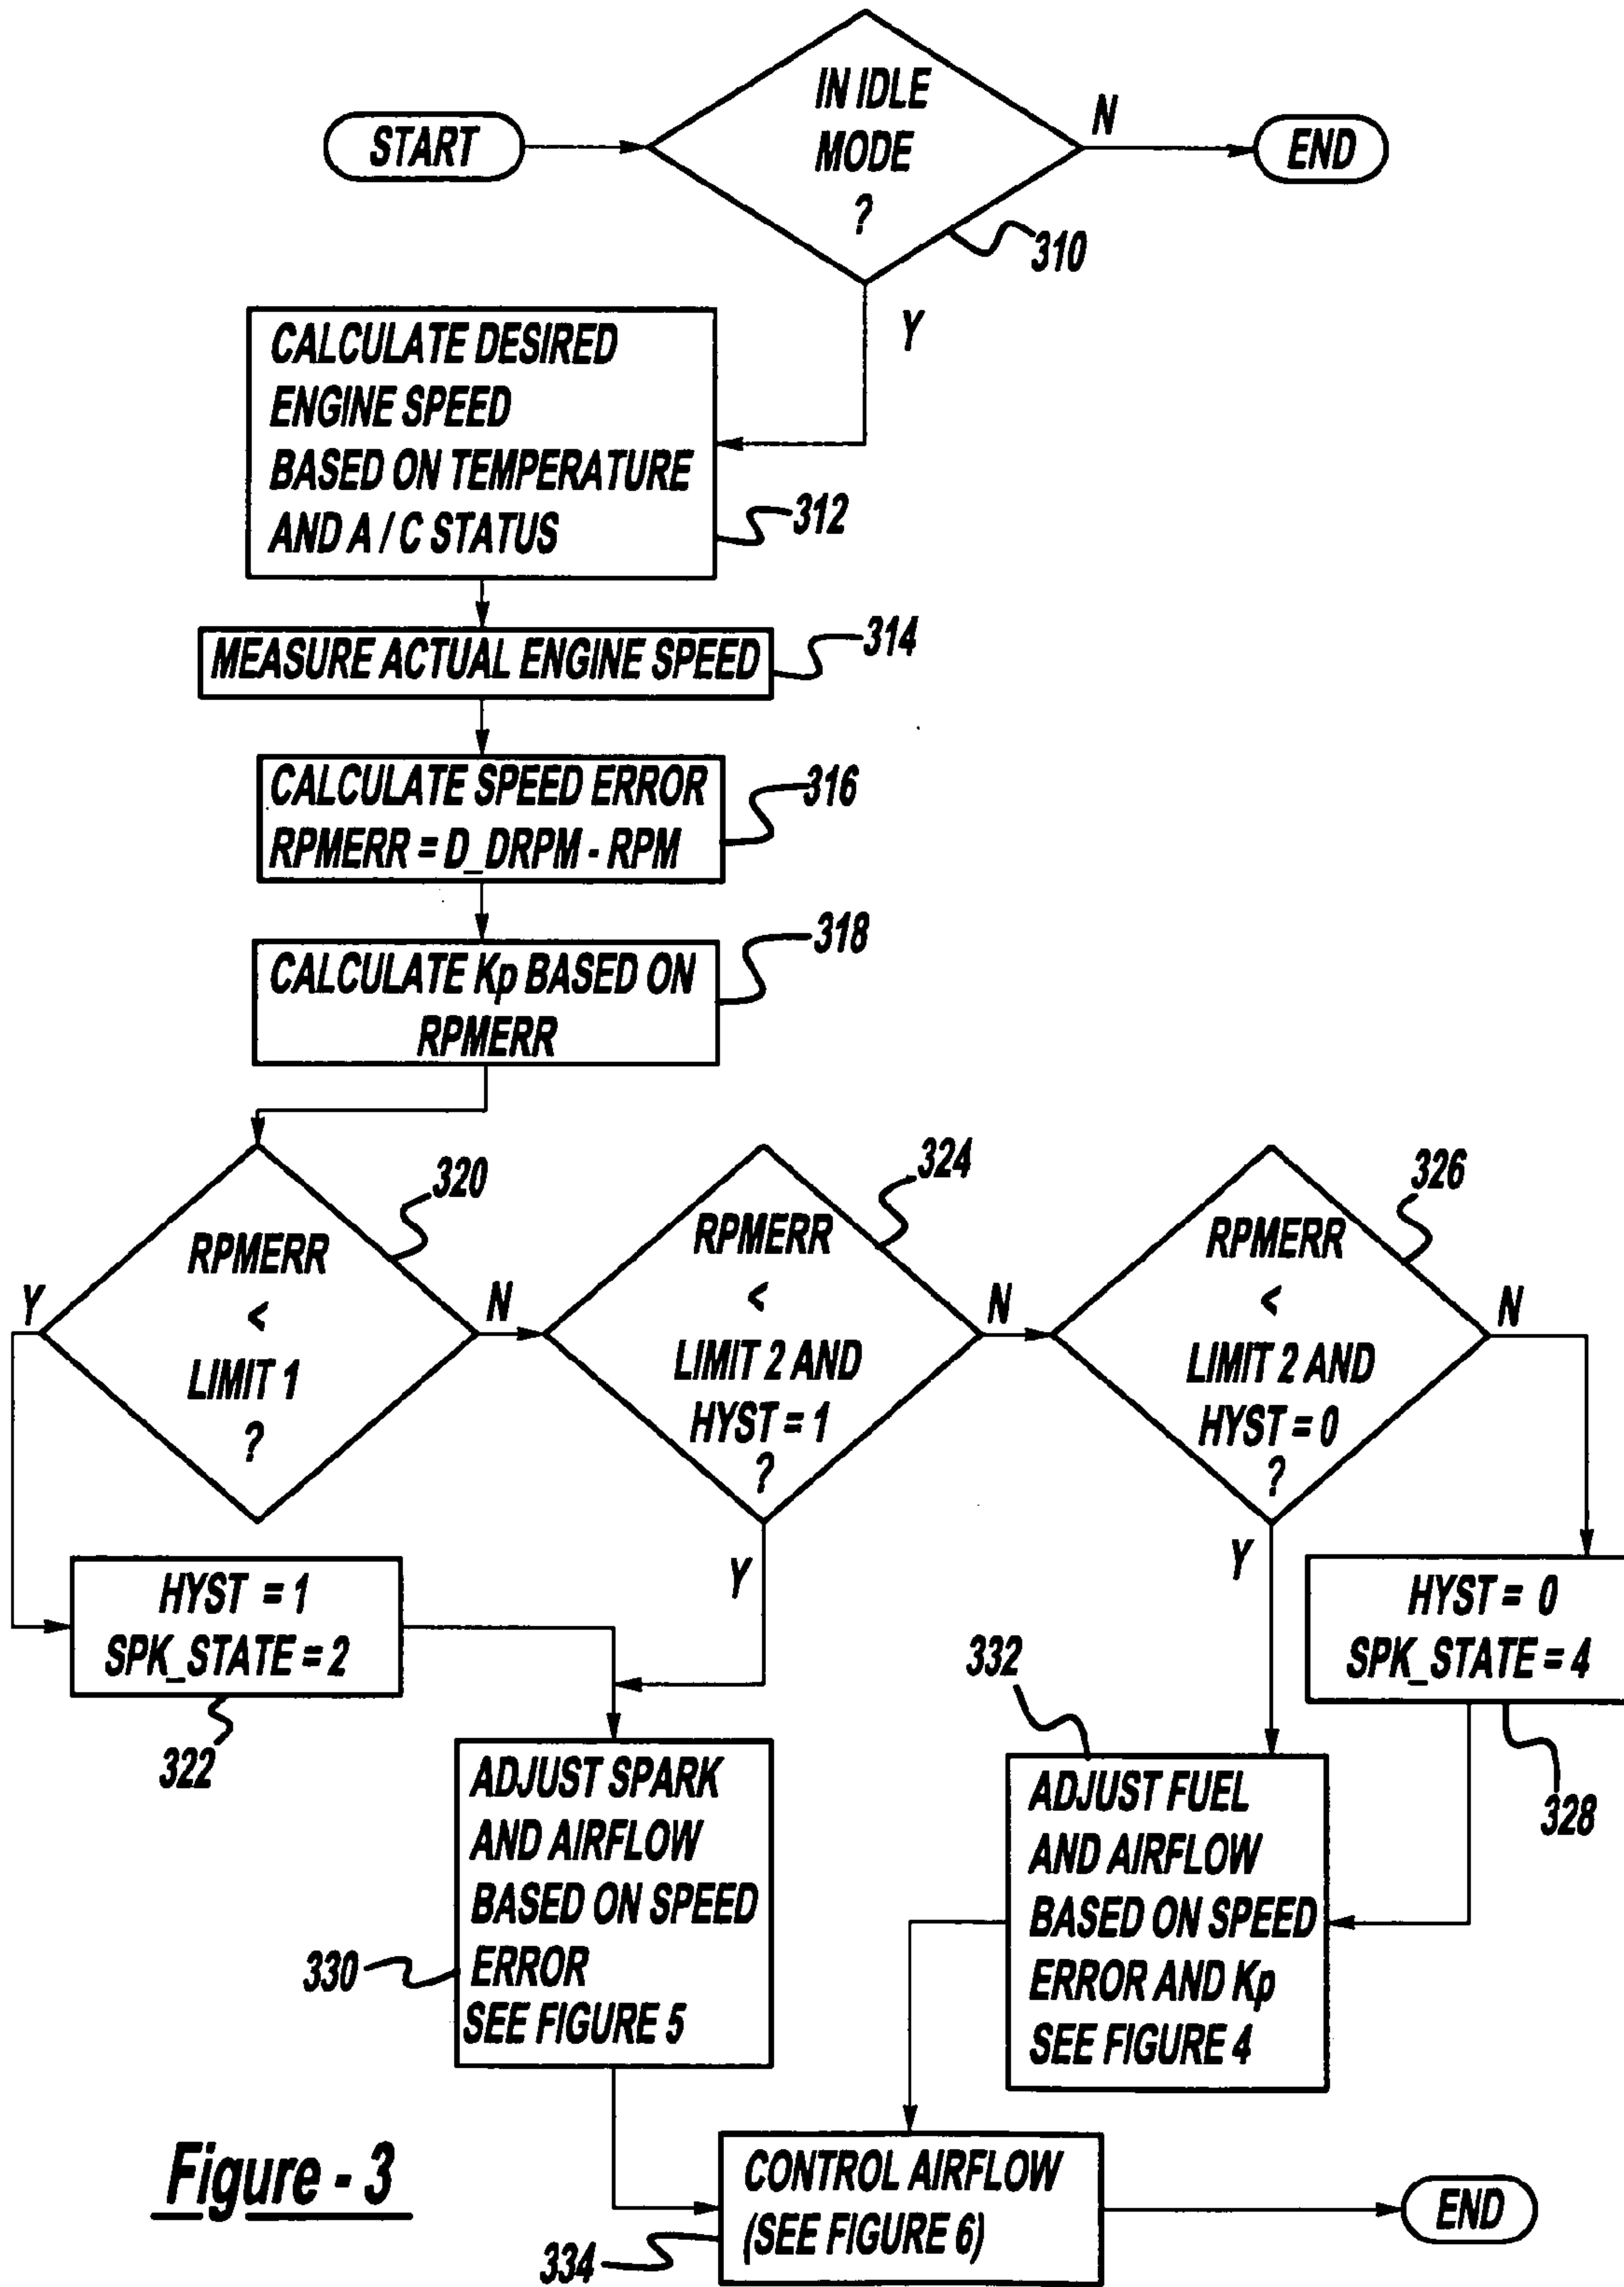 START
IN IDLE
MODE
?
N
END
310
Y
CALCULATE DESIRED
ENGINE SPEED
BASED ON TEMPERATURE
AND A / C STATUS
312
MEASURE ACTUAL ENGINE SPEED
314
CALCULATE SPEED ERROR
RPMERR = D_DRPM - RPM
316
CALCULATE Kp BASED ON
RPMERR
318
RPMERR
<
LIMIT 1
?
320
Y
N
RPMERR
<
LIMIT 2 AND
HYST = 1
?
324
N
Y
RPMERR
<
LIMIT 2 AND
HYST = 0
?
326
N
Y
HYST = 1
SPK_STATE = 2
322
HYST = 0
SPK_STATE = 4
328
ADJUST SPARK
AND AIRFLOW
BASED ON SPEED
ERROR
SEE FIGURE 5
330
332
ADJUST FUEL
AND AIRFLOW
BASED ON SPEED
ERROR AND Kp
SEE FIGURE 4
CONTROL AIRFLOW
(SEE FIGURE 6)
334
END
Figure - 3